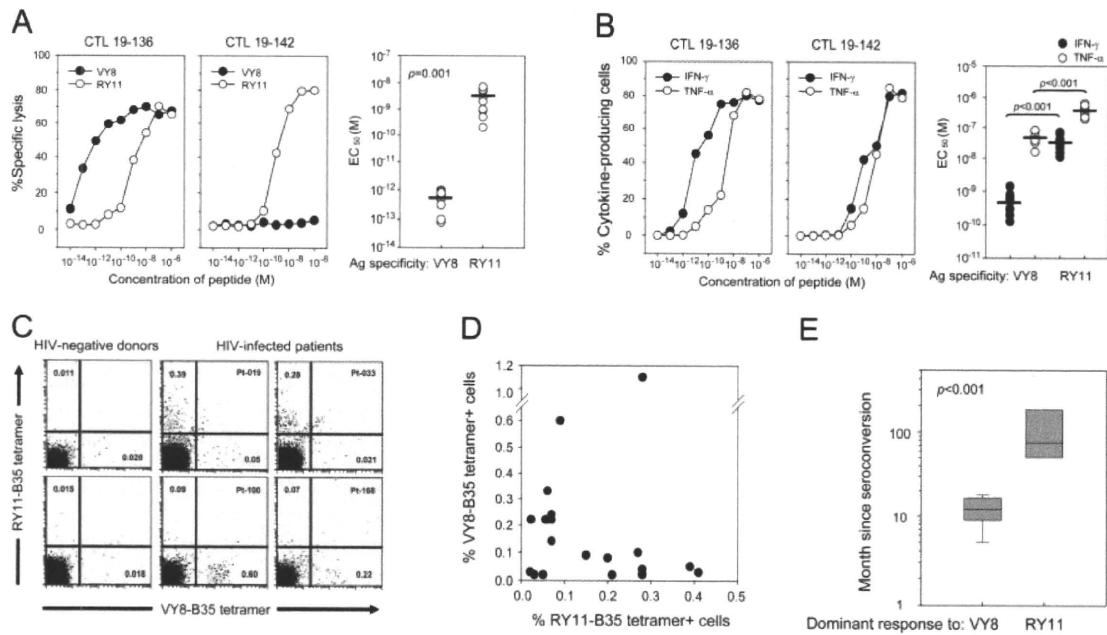 A
CTL 19-136
CTL 19-142
VY8
RY11
VY8
RY11
%Specific lysis
100
80
60
40
20
0
10-14 10-12 10-10 10-8 10-6
10-14 10-12 10-10 10-8 10-6
Concentration of peptide (M)
p=0.001
EC50 (M)
10-7
10-8
10-9
10-10
10-11
10-12
10-13
10-14
Ag specificity: VY8 RY11
B
CTL 19-136
CTL 19-142
IFN-γ
TNF-α
IFN-γ
TNF-α
% Cytokine-producing cells
100
80
60
40
20
0
10-14 10-12 10-10 10-8 10-6
10-14 10-12 10-10 10-8 10-6
Concentration of peptide (M)
IFN-γ
TNF-α
p<0.001
p<0.001
EC50 (M)
10-5
10-6
10-7
10-8
10-9
10-10
10-11
Ag specificity: VY8 RY11
C
HIV-negative donors
HIV-infected patients
0.011
0.020
0.39
Pt-019
0.05
0.28
Pt-033
0.021
0.015
0.018
0.09
Pt-100
0.60
0.07
Pt-168
0.22
RY11-B35 tetramer
VY8-B35 tetramer
D
% VY8-B35 tetramer+ cells
1.2
1.0
0.6
0.4
0.3
0.2
0.1
0.0
0.0 0.1 0.2 0.3 0.4 0.5
% RY11-B35 tetramer+ cells
E
p<0.001
Month since seroconversion
100
10
1
Dominant response to: VY8 RY11